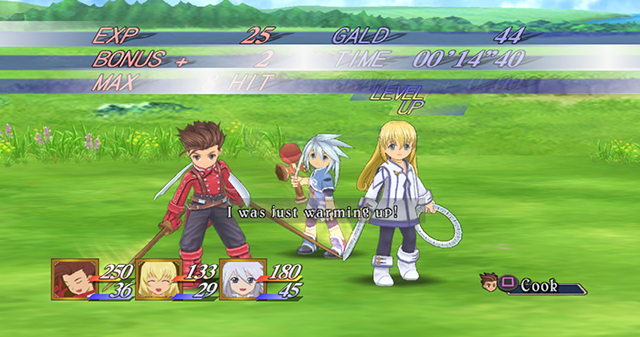 EXP 25 GALD 44
BONUS + 2 TIME 00'14"40
MAX HIT
LEVEL
UP
I was just warming up!
250 133 180
36 29 45
Cook